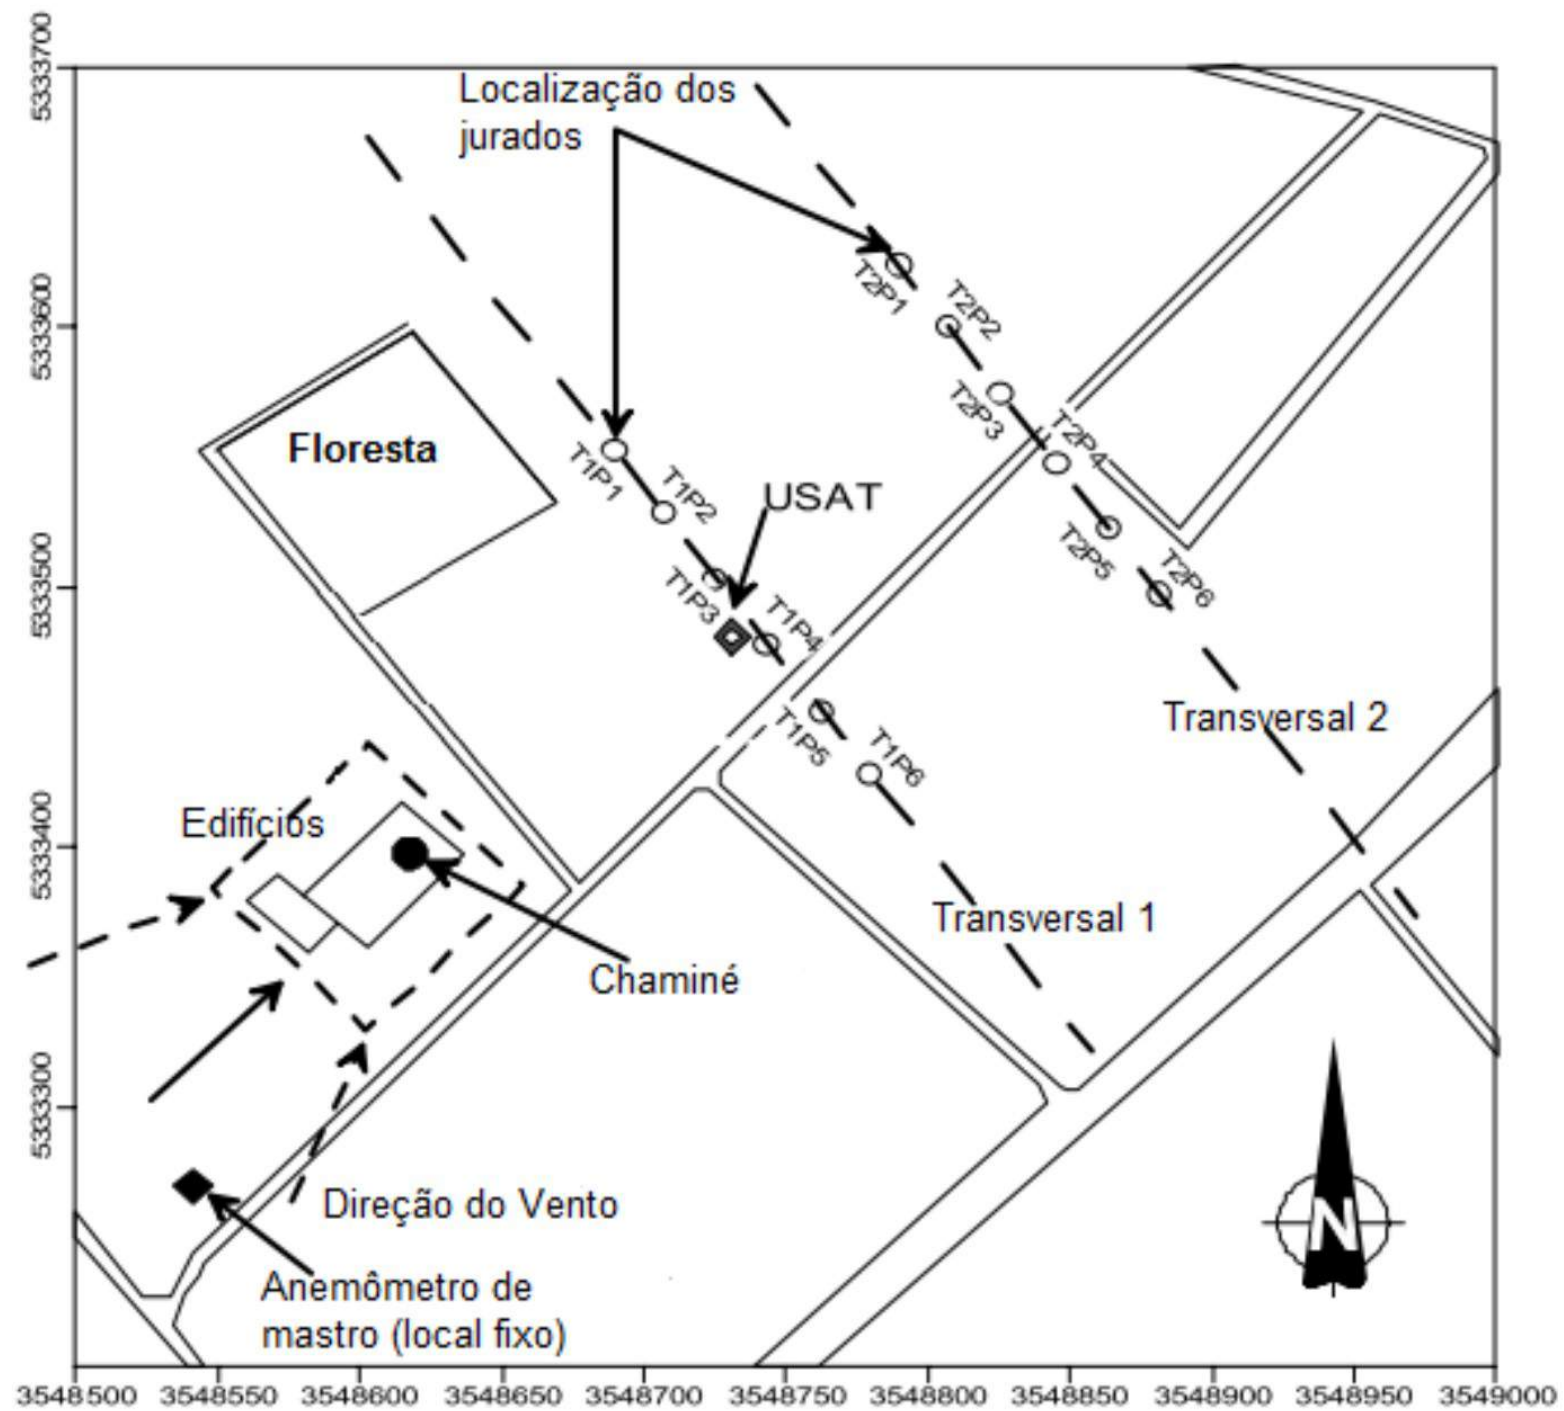 5333700
Localização dos
jurados
T2P1
T2P2
5333600
T2P3
T2P4
Floresta
T1P1
T1P2
USAT
T2P5
T2P6
5333500
T1P3
T1P4
Transversal 2
T1P5
T1P6
Edifícios
5333400
Transversal 1
Chaminé
5333300
Direção do Vento
N
Anemômetro de
mastro (local fixo)
3548500 3548550 3548600 3548650 3548700 3548750 3548800 3548850 3548900 3548950 3549000